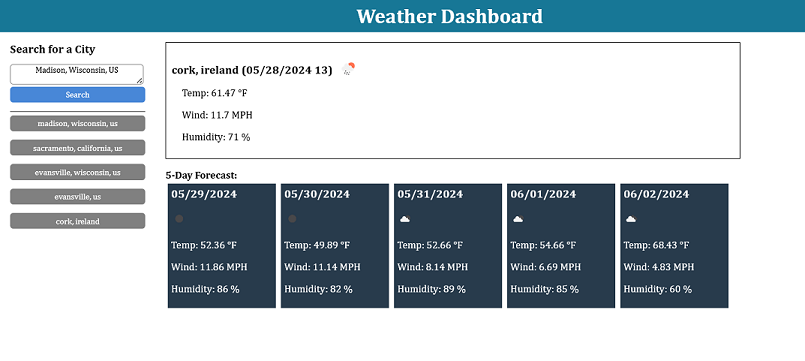 Weather Dashboard
Search for a City
Madison, Wisconsin, US
Search
madison, wisconsin, us
sacramento, california, us
evansville, wisconsin, us
evansville, us
cork, ireland
cork, ireland (05/28/2024 13)
Temp: 61.47 °F
Wind: 11.7 MPH
Humidity: 71 %
5-Day Forecast:
05/29/2024
Temp: 52.36 °F
Wind: 11.86 MPH
Humidity: 86 %
05/30/2024
Temp: 49.89 °F
Wind: 11.14 MPH
Humidity: 82 %
05/31/2024
Temp: 52.66 °F
Wind: 8.14 MPH
Humidity: 89 %
06/01/2024
Temp: 54.66 °F
Wind: 6.69 MPH
Humidity: 85 %
06/02/2024
Temp: 68.43 °F
Wind: 4.83 MPH
Humidity: 60 %